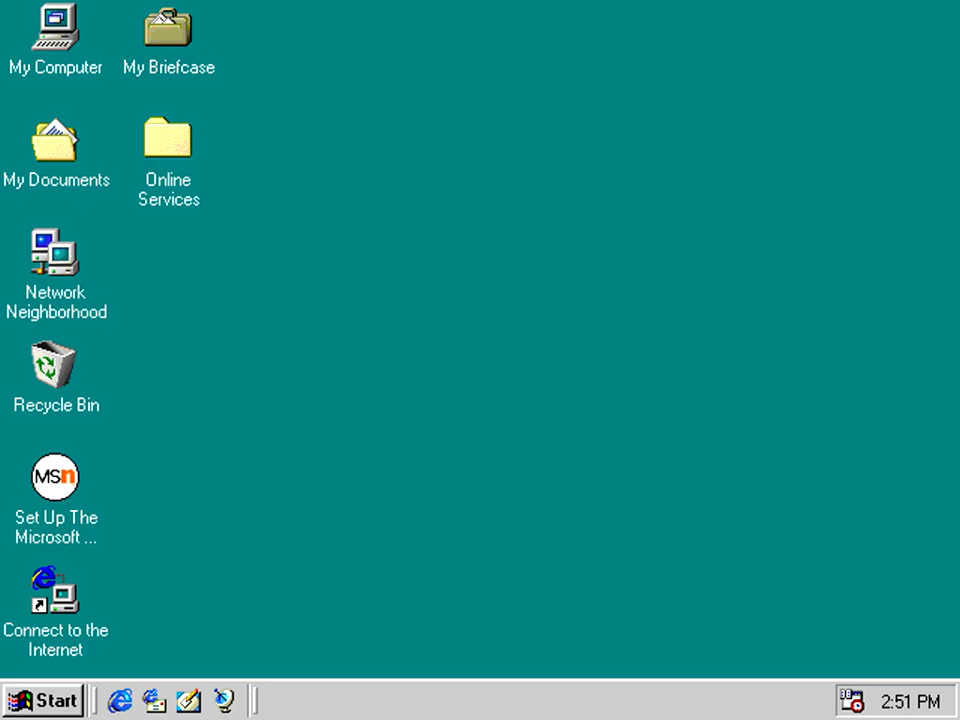 My Computer
My Briefcase
My Documents
Online
Services
Network
Neighborhood
Recycle Bin
MSn
Set Up The
Microsoft ...
Connect to the
Internet
Start
2:51 PM